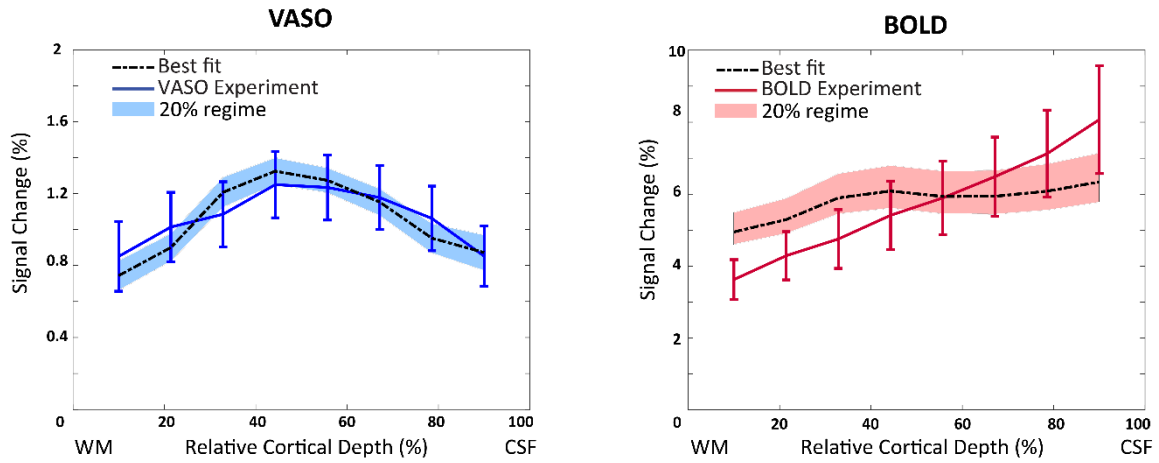 VASO
Signal Change (%)
2
1.6
1.2
0.8
0.4
0
20
40
60
80
100
Best fit
VASO Experiment
20% regime
WM
Relative Cortical Depth (%)
CSF
BOLD
Signal Change (%)
10
8
6
4
2
0
0
20
40
60
80
100
Best fit
BOLD Experiment
20% regime
WM
Relative Cortical Depth (%)
CSF